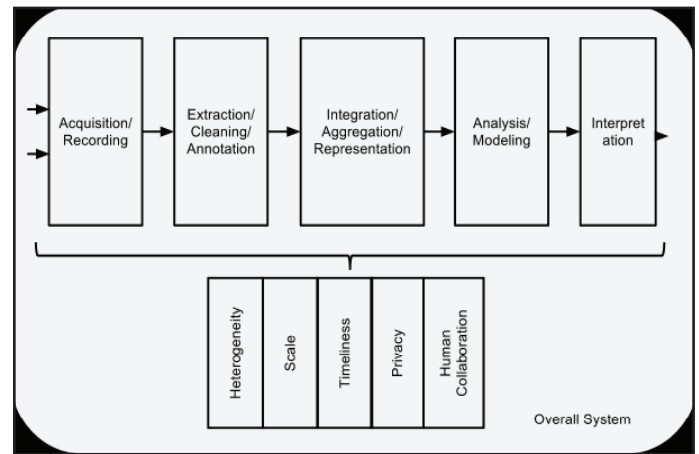 Acquisition/
Recording
Extraction/
Cleaning/
Annotation
Integration/
Aggregation/
Representation
Analysis/
Modeling
Interpret
ation
Heterogeneity
Scale
Timeliness
Privacy
Human
Collaboration
Overall System